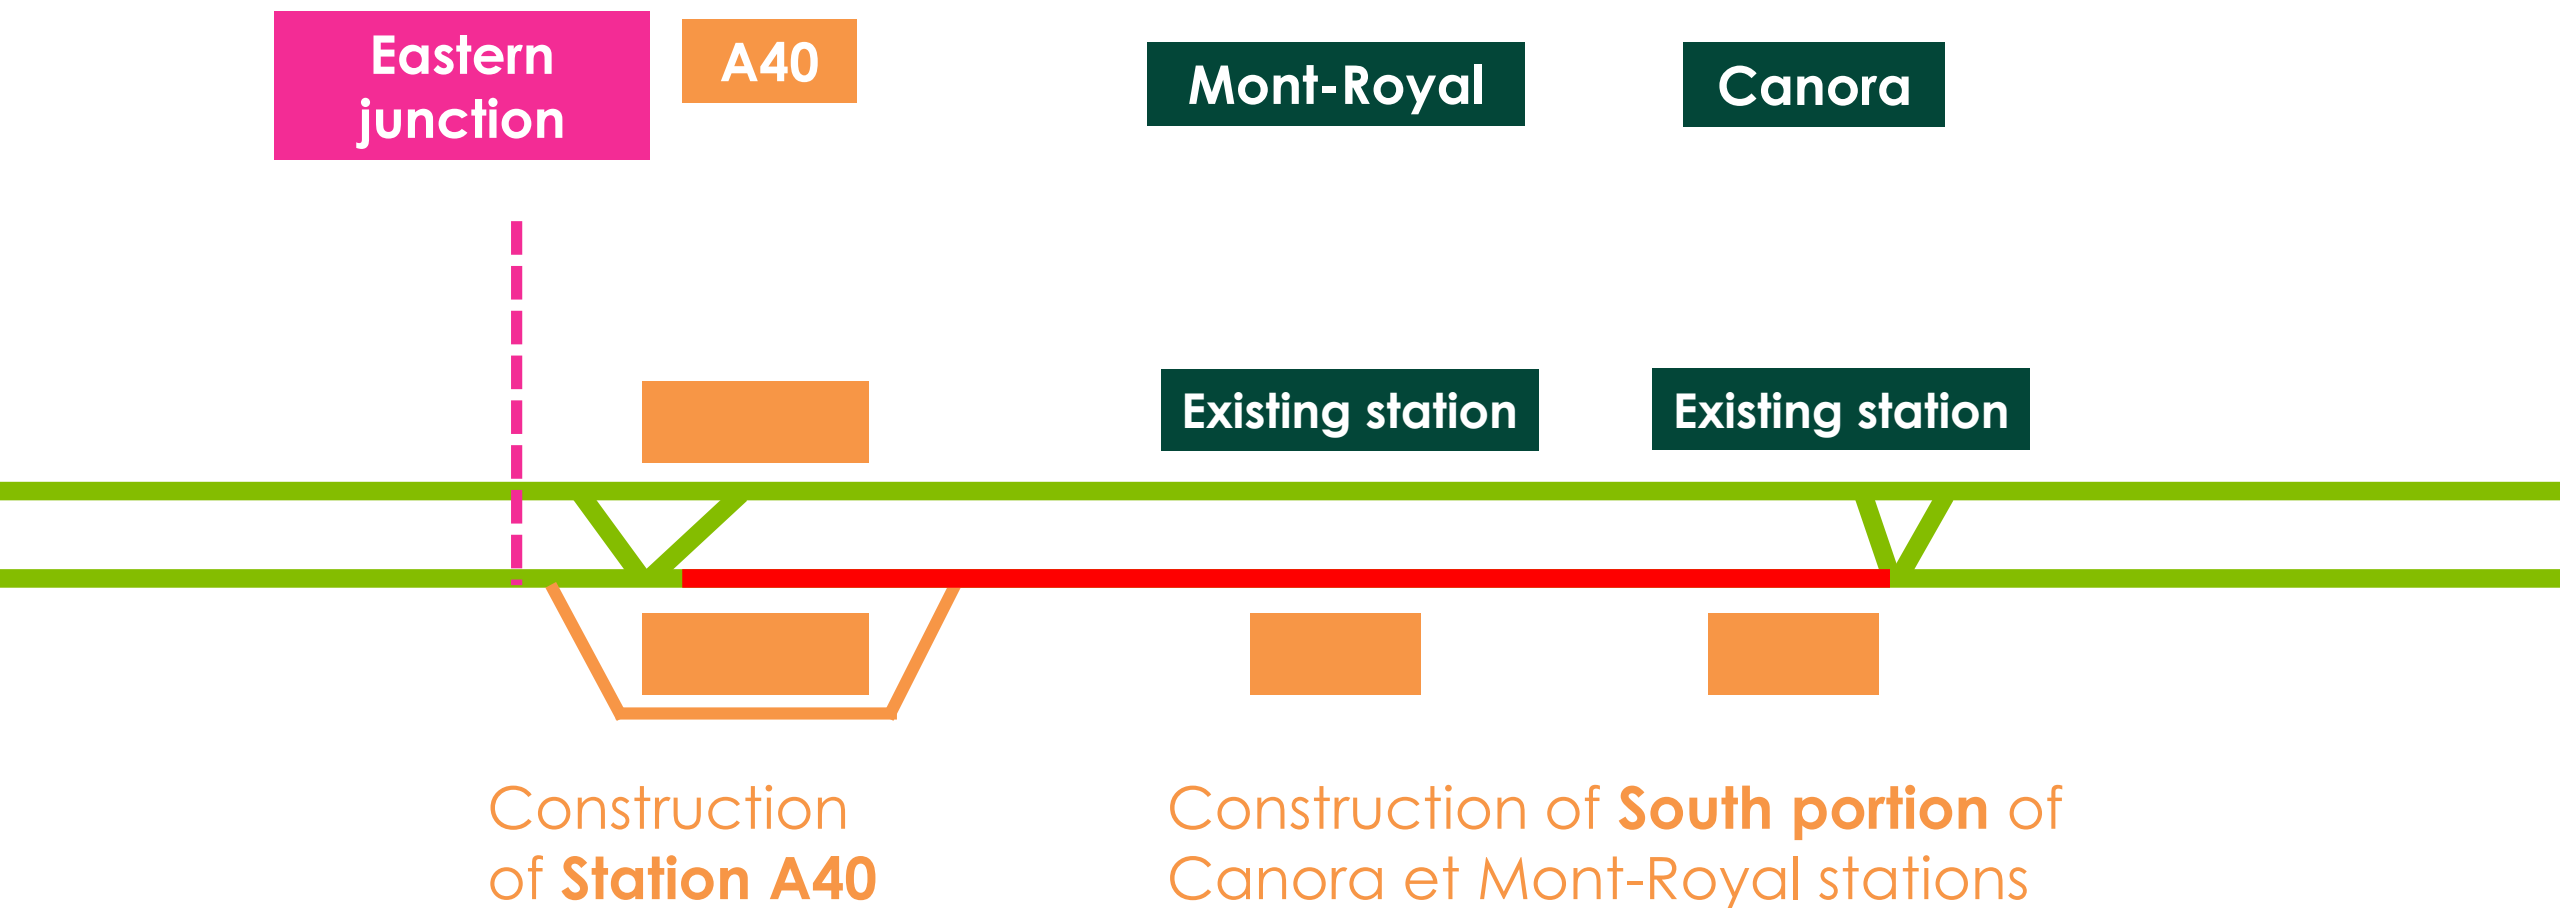 Eastern
junction
A40
Mont-Royal
Canora
Existing station
Existing station
Construction
of Station A40
Construction of South portion of
Canora et Mont-Royal stations